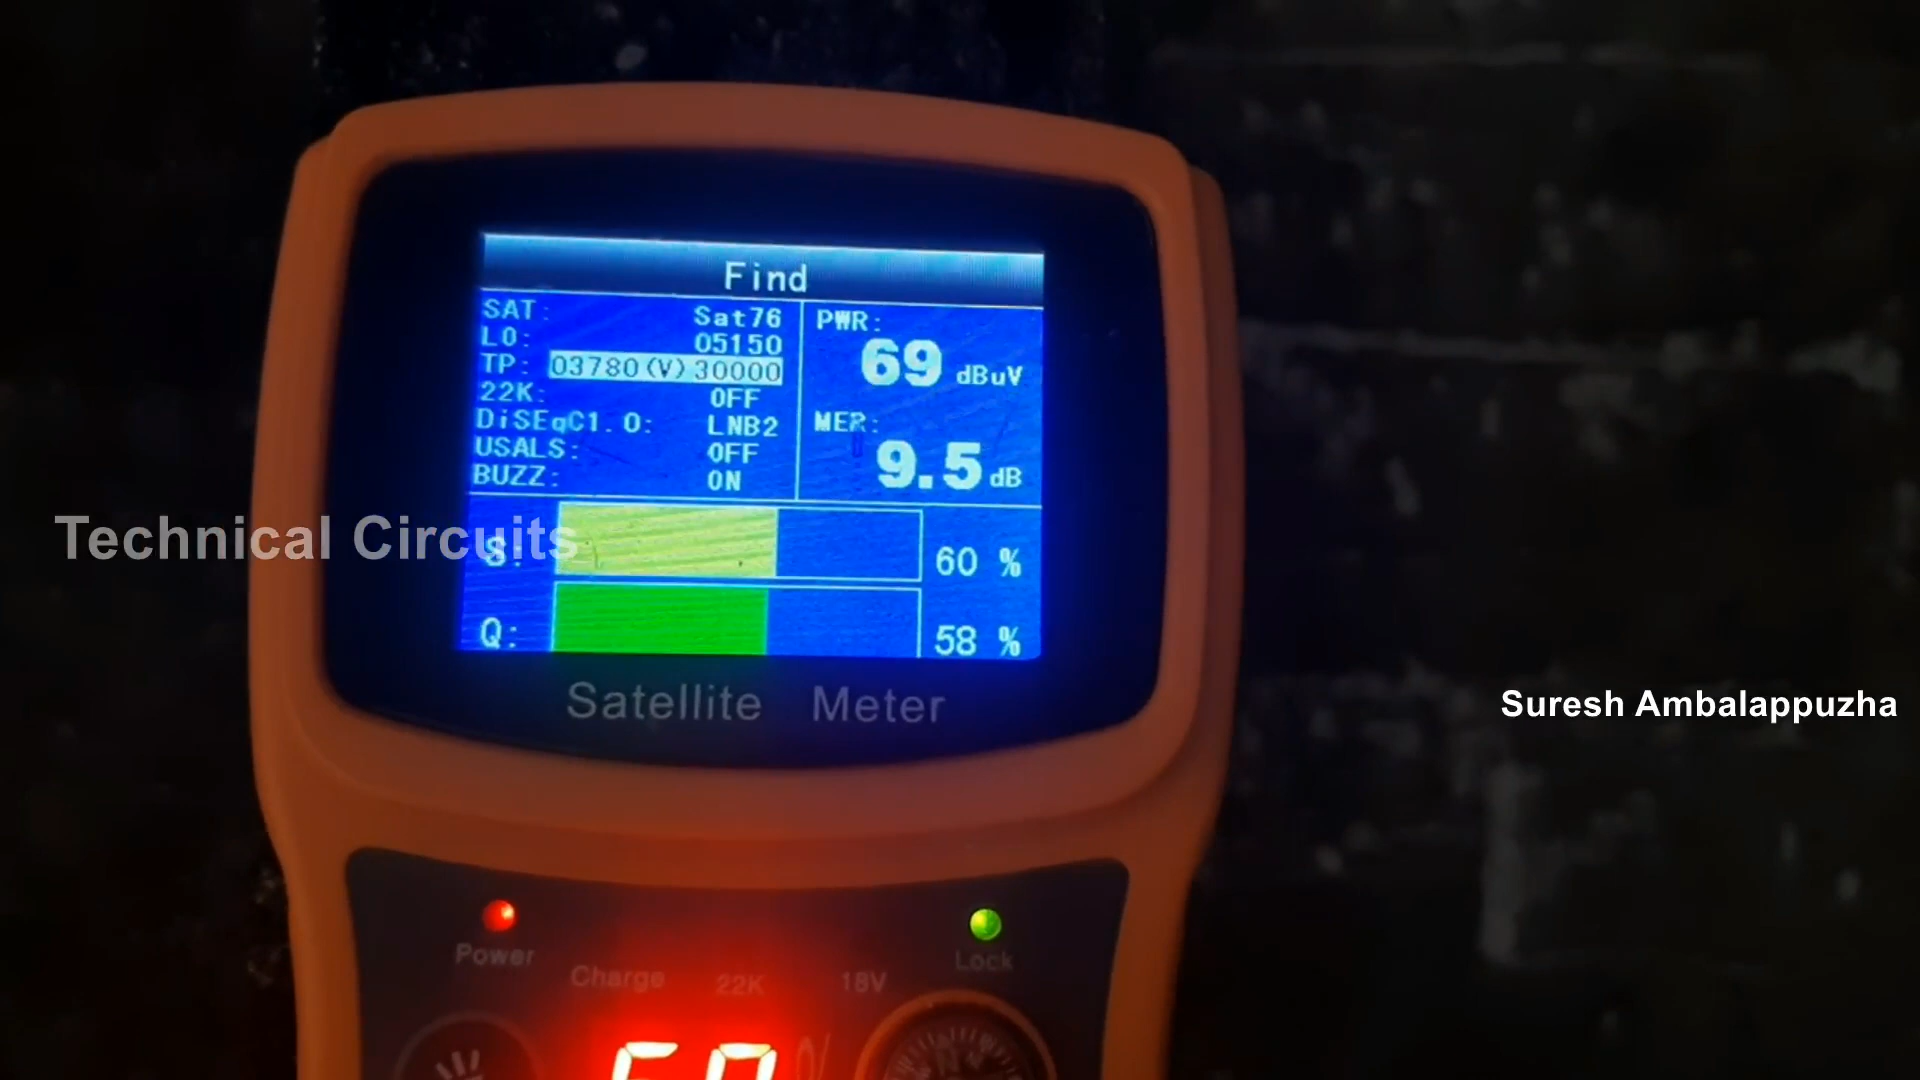 Find
SAT: Sat76
LO: 05150
TP: 03780(V)30000
22K: OFF
DiSEqC1.0: LNB2
USALS: OFF
BUZZ: ON
PWR:
69 dBuV
MER:
9.5 dB
S: 60 %
Q: 58 %
Satellite Meter
Technical Circuits
Suresh Ambalappuzha
Power
Charge
22K
18V
Lock